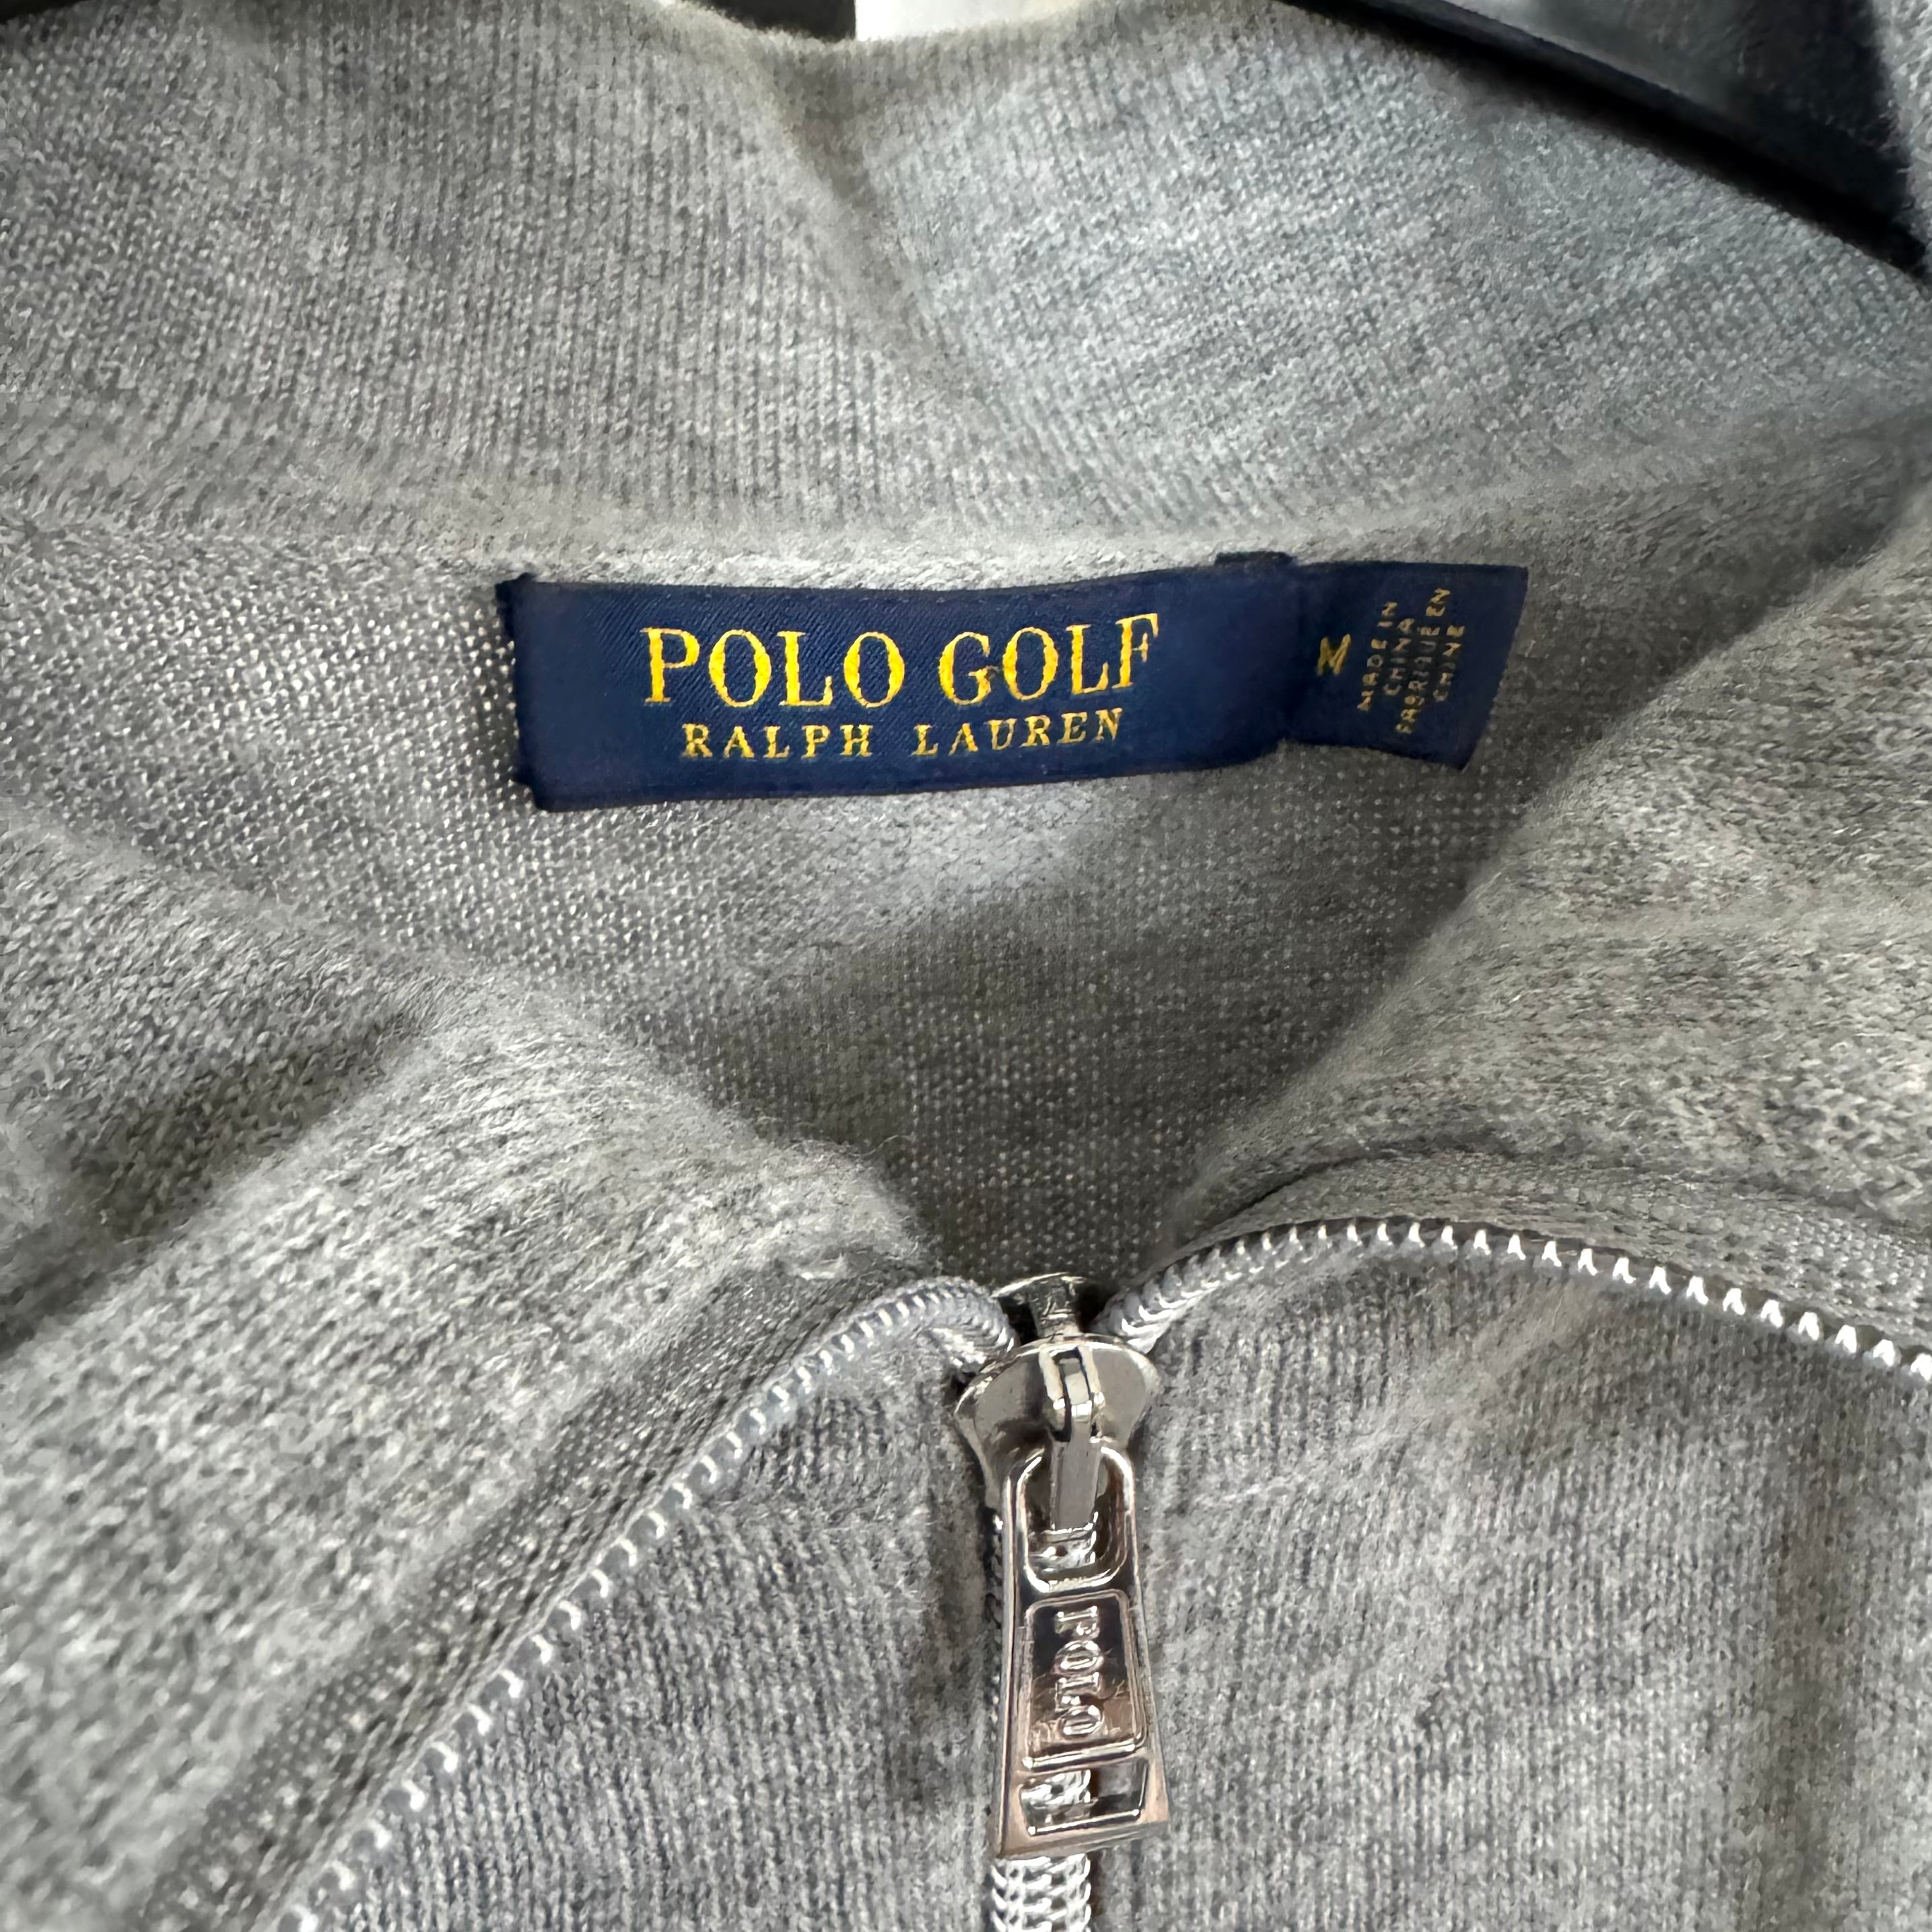 POLO GOLF
RALPH LAUREN
M
MADE IN
CHINA
FABRIQUÉ EN
CHINE
POLO